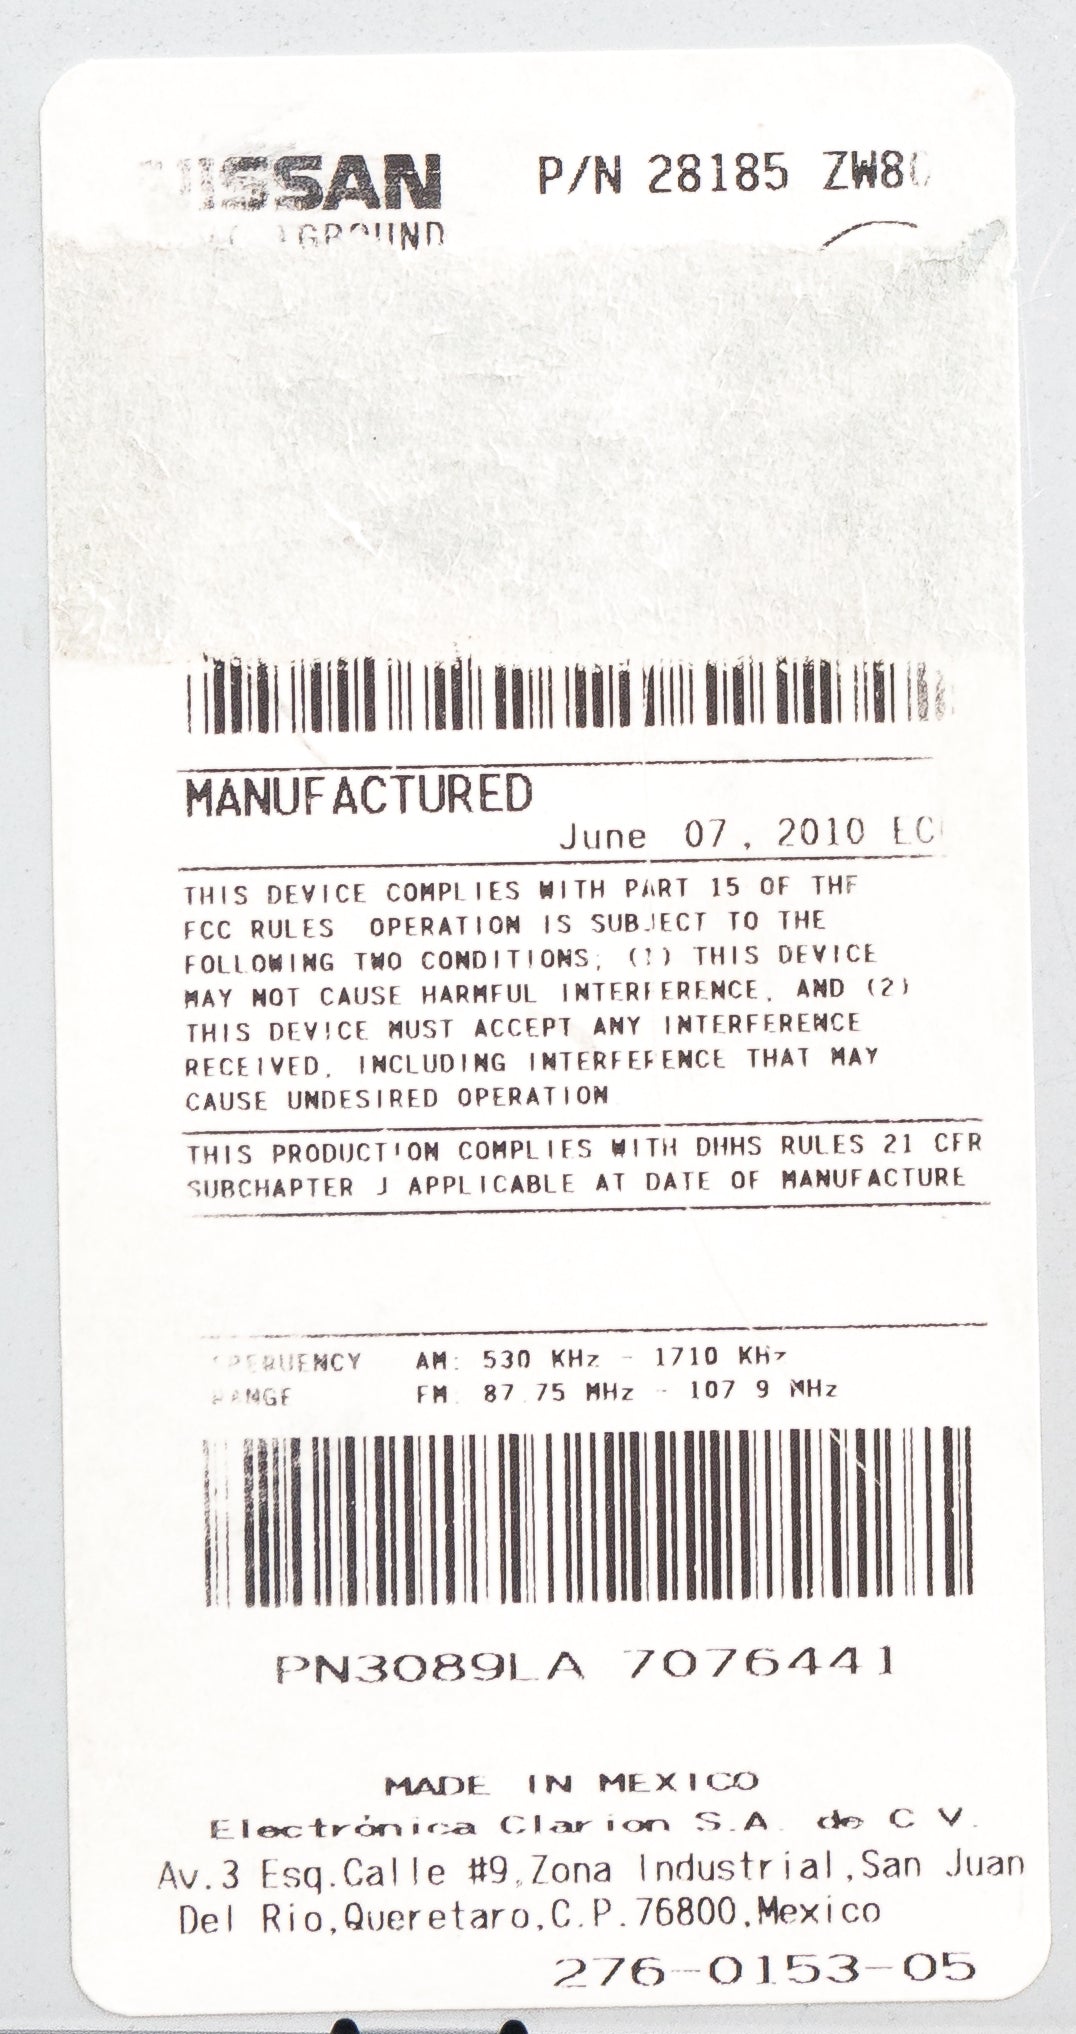 NISSAN P/N 28185
GROUND
MANUFACTURED
June 07, 2010
THIS DEVICE COMPLIES WITH PART 15 OF THE
FCC RULES OPERATION IS SUBJECT TO THE
FOLLOWING TWO CONDITIONS; (1) THIS DEVICE
MAY NOT CAUSE HARMFUL INTERFERENCE, AND (2)
THIS DEVICE MUST ACCEPT ANY INTERFERENCE
RECEIVED, INCLUDING INTERFERENCE THAT MAY
CAUSE UNDESIRED OPERATION
THIS PRODUCTION COMPLIES WITH DHHS RULES 21 CFR
SUBCHAPTER J APPLICABLE AT DATE OF MANUFACTURE
AM: 530 KHz - 1710 KHz
RANGE FM: 87.75 MHz - 107 9 MHz
PN3089LA 7076441
MADE IN MEXICO
Electrónica Clarion S.A. de C V.
Av.3 Esq.Calle #9,Zona Industrial,San Juan
Del Rio,Queretaro,C.P.76800,Mexico
276-0153-05